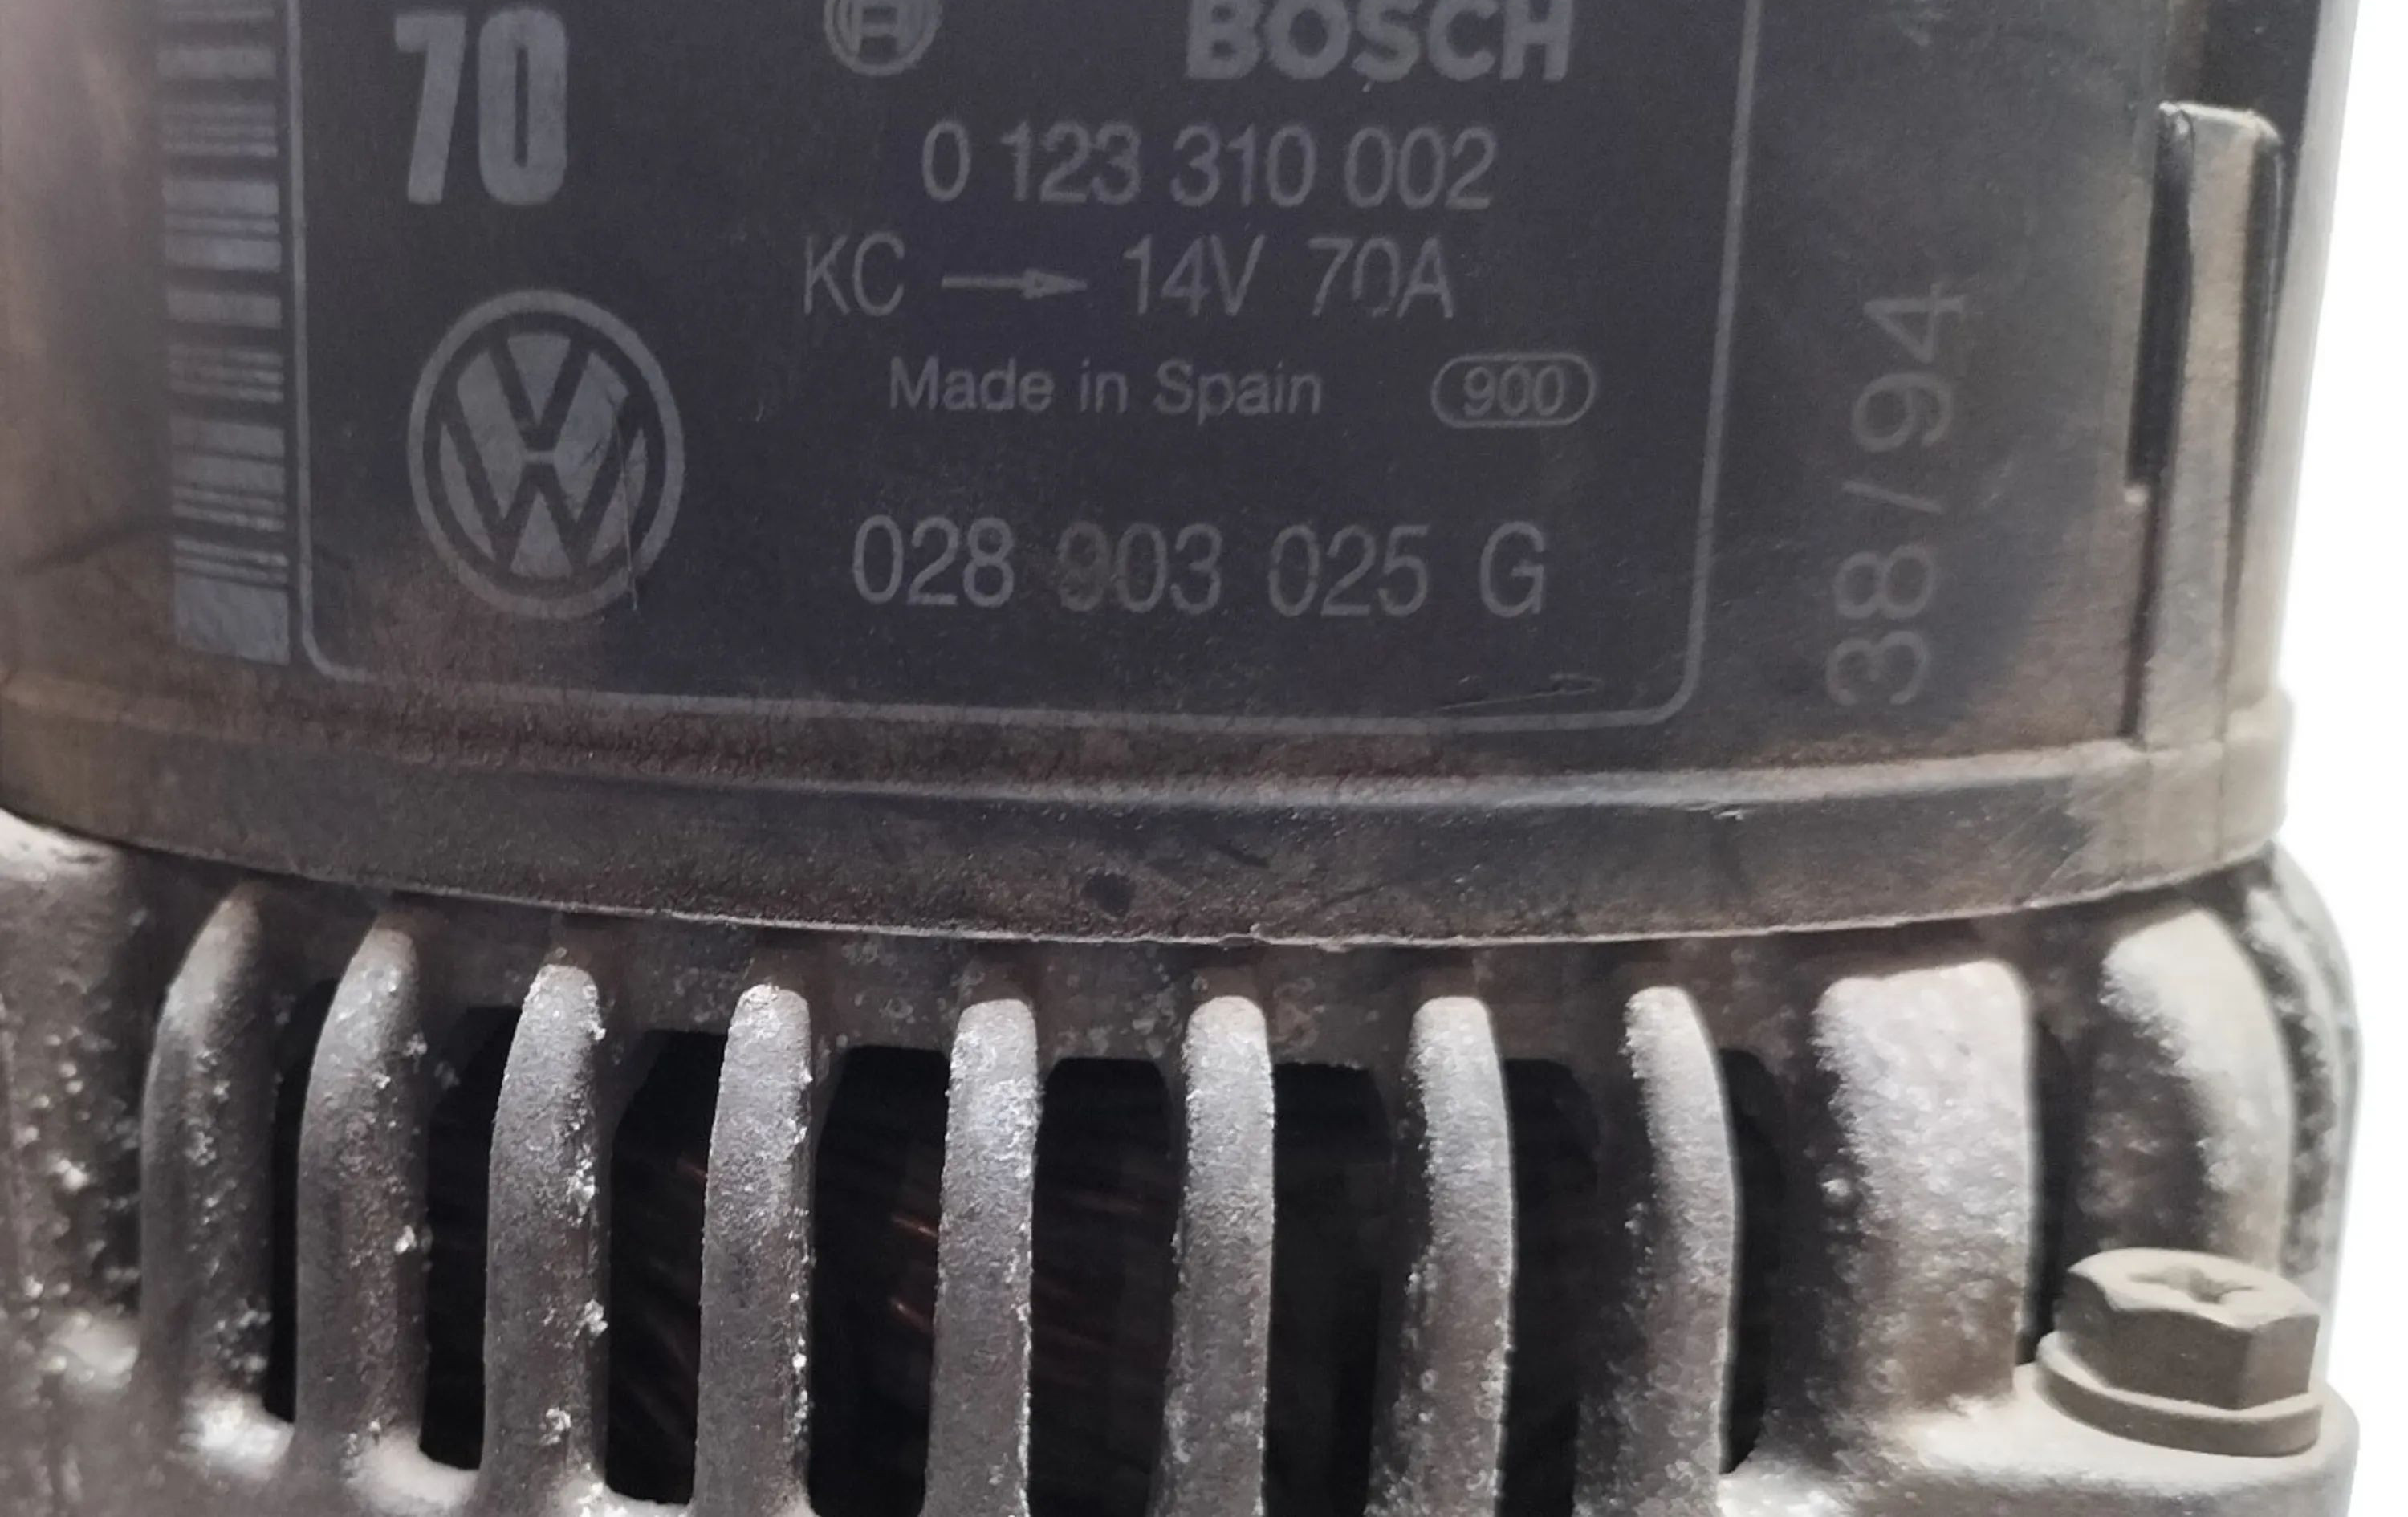 70
BOSCH
0 123 310 002
KC → 14V 70A
Made in Spain 900
028 903 025 G
38/94